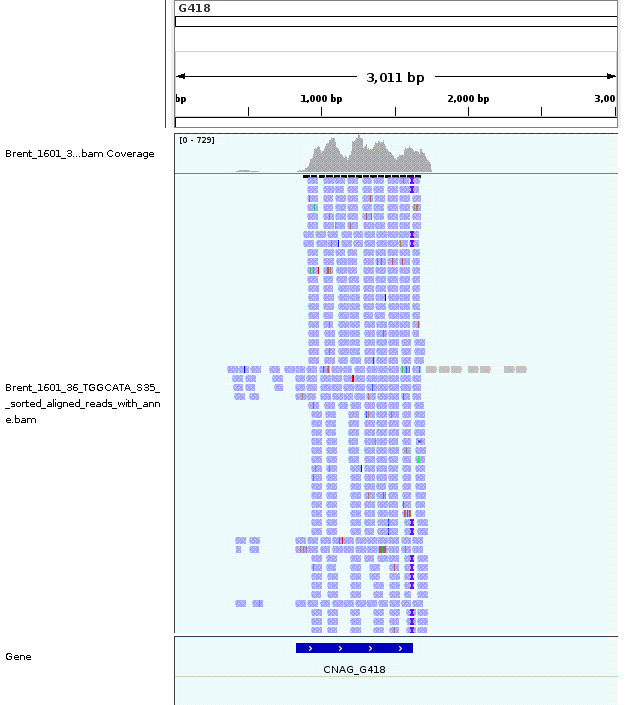 G418
3,011 bp
bp
1,000 bp
2,000 bp
3,00
[0 - 729]
Brent_1601_3...bam Coverage
Brent_1601_36_TGGCATA_S35_
_sorted_aligned_reads_with_ann
e.bam
Gene
CNAG_G418